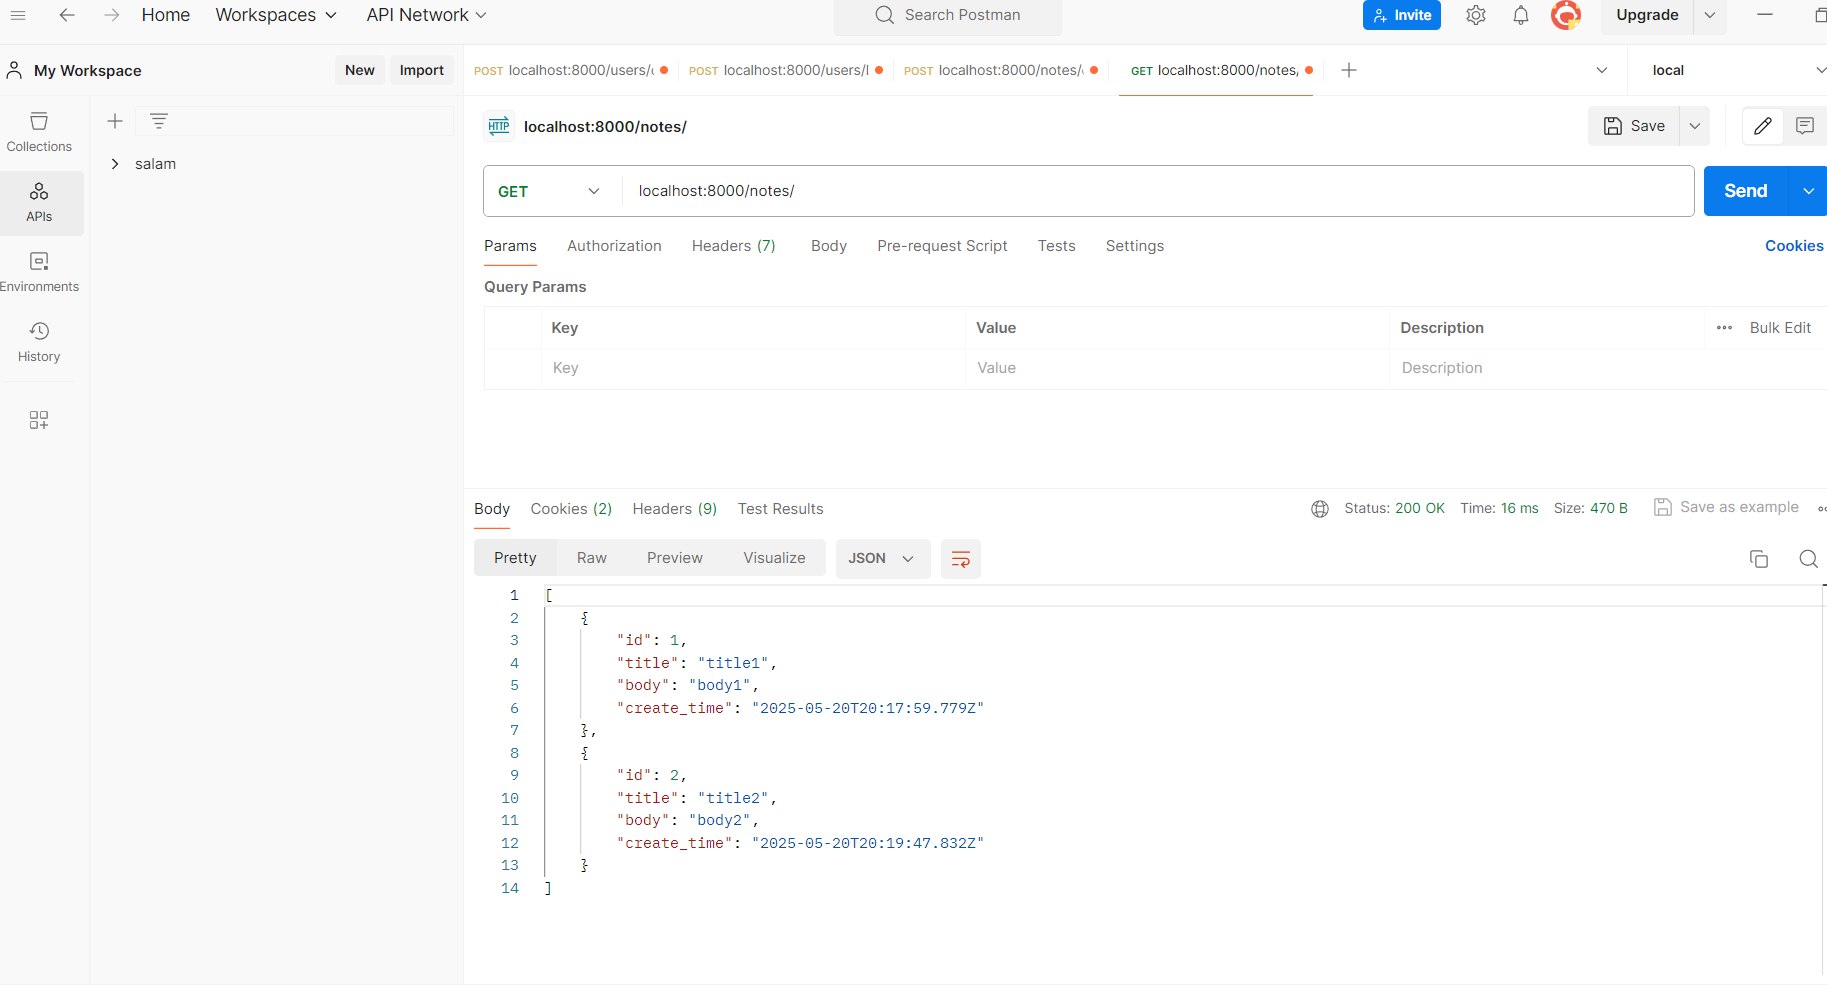 Home Workspaces API Network Search Postman Invite Upgrade
My Workspace New Import POST localhost:8000/users/ POST localhost:8000/users/ POST localhost:8000/notes/ GET localhost:8000/notes, local
HTTP localhost:8000/notes/ Save
Collections
salam
GET localhost:8000/notes/ Send
APIs
Params Authorization Headers (7) Body Pre-request Script Tests Settings Cookies
Environments
Query Params
Key Value Description Bulk Edit
History
Key Value Description
Body Cookies (2) Headers (9) Test Results Status: 200 OK Time: 16 ms Size: 470 B Save as example
Pretty Raw Preview Visualize JSON
1 [
2 {
3 "id": 1,
4 "title": "title1",
5 "body": "body1",
6 "create_time": "2025-05-20T20:17:59.779Z"
7 },
8 {
9 "id": 2,
10 "title": "title2",
11 "body": "body2",
12 "create_time": "2025-05-20T20:19:47.832Z"
13 }
14 ]